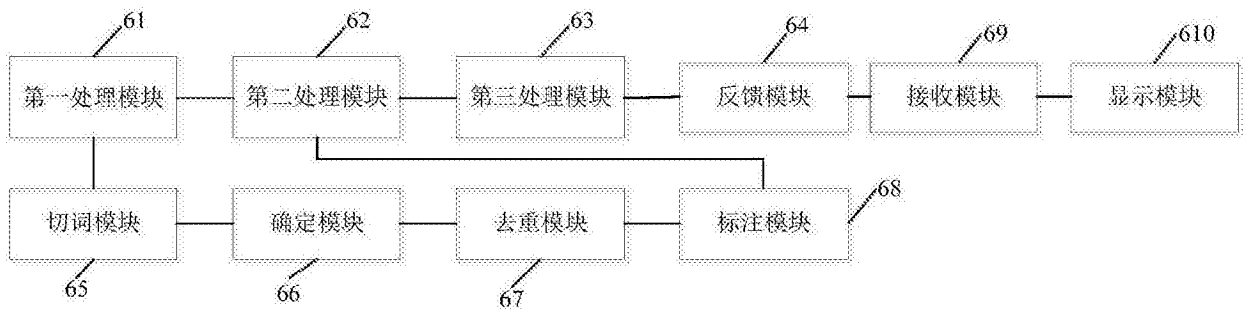 61 62 63 64 69 610
第一处理模块 第二处理模块 第三处理模块 反馈模块 接收模块 显示模块
切词模块 确定模块 去重模块 标注模块 68
65 66 67